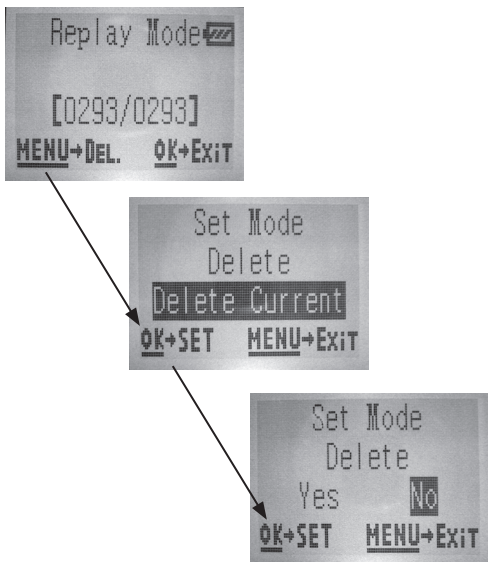 Replay Mode
[0293/0293]
MENU→DEL. OK→EXiT
Set Mode
Delete
Delete Current
OK→SET MENU→EXiT
Set Mode
Delete
Yes No
OK→SET MENU→EXiT